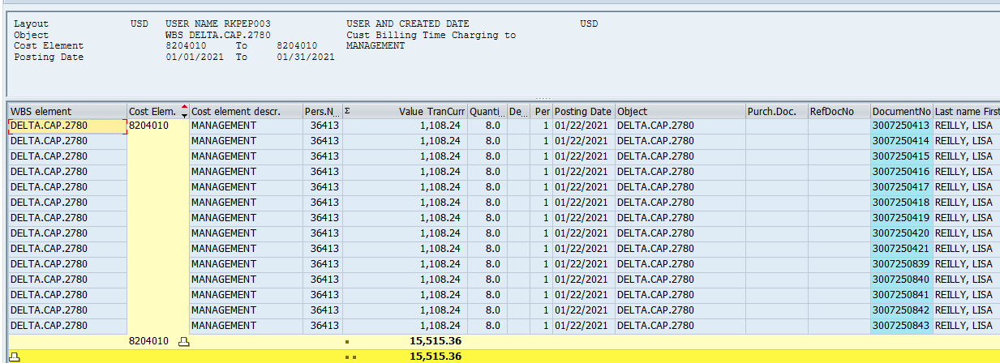 Layout USD USER NAME RKPEP003 USER AND CREATED DATE USD
Object WBS DELTA.CAP.2780 Cust Billing Time Charging to
Cost Element 8204010 To 8204010 MANAGEMENT
Posting Date 01/01/2021 To 01/31/2021
WBS element Cost Elem. Cost element descr. Pers.N... Σ Value TranCurr Quanti... De... Per Posting Date Object Purch.Doc. RefDocNo DocumentNo Last name First
DELTA.CAP.2780 8204010 MANAGEMENT 36413 1,108.24 8.0 1 01/22/2021 DELTA.CAP.2780 3007250413 REILLY, LISA
DELTA.CAP.2780 MANAGEMENT 36413 1,108.24 8.0 1 01/22/2021 DELTA.CAP.2780 3007250414 REILLY, LISA
DELTA.CAP.2780 MANAGEMENT 36413 1,108.24 8.0 1 01/22/2021 DELTA.CAP.2780 3007250415 REILLY, LISA
DELTA.CAP.2780 MANAGEMENT 36413 1,108.24 8.0 1 01/22/2021 DELTA.CAP.2780 3007250416 REILLY, LISA
DELTA.CAP.2780 MANAGEMENT 36413 1,108.24 8.0 1 01/22/2021 DELTA.CAP.2780 3007250417 REILLY, LISA
DELTA.CAP.2780 MANAGEMENT 36413 1,108.24 8.0 1 01/22/2021 DELTA.CAP.2780 3007250418 REILLY, LISA
DELTA.CAP.2780 MANAGEMENT 36413 1,108.24 8.0 1 01/22/2021 DELTA.CAP.2780 3007250419 REILLY, LISA
DELTA.CAP.2780 MANAGEMENT 36413 1,108.24 8.0 1 01/22/2021 DELTA.CAP.2780 3007250420 REILLY, LISA
DELTA.CAP.2780 MANAGEMENT 36413 1,108.24 8.0 1 01/22/2021 DELTA.CAP.2780 3007250421 REILLY, LISA
DELTA.CAP.2780 MANAGEMENT 36413 1,108.24 8.0 1 01/22/2021 DELTA.CAP.2780 3007250839 REILLY, LISA
DELTA.CAP.2780 MANAGEMENT 36413 1,108.24 8.0 1 01/22/2021 DELTA.CAP.2780 3007250840 REILLY, LISA
DELTA.CAP.2780 MANAGEMENT 36413 1,108.24 8.0 1 01/22/2021 DELTA.CAP.2780 3007250841 REILLY, LISA
DELTA.CAP.2780 MANAGEMENT 36413 1,108.24 8.0 1 01/22/2021 DELTA.CAP.2780 3007250842 REILLY, LISA
DELTA.CAP.2780 MANAGEMENT 36413 1,108.24 8.0 1 01/22/2021 DELTA.CAP.2780 3007250843 REILLY, LISA
8204010 15,515.36
15,515.36